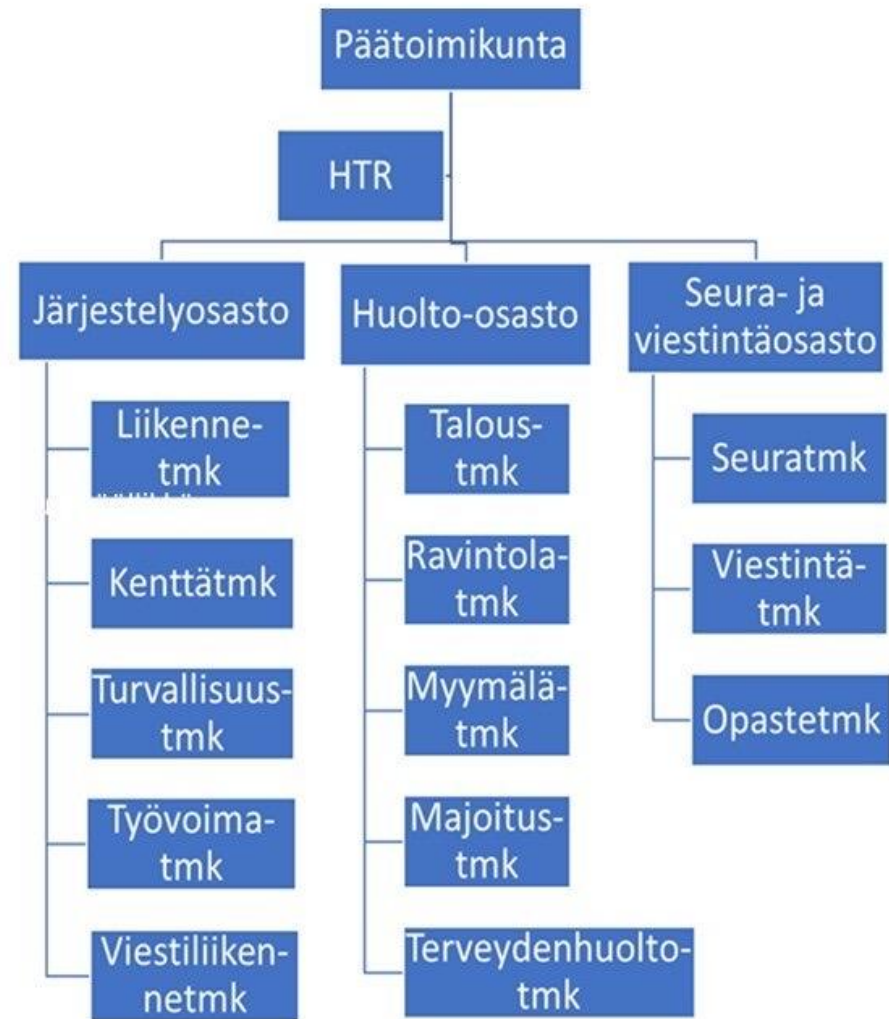 Päätoimikunta
HTR
Järjestelyosasto
Liikenne-
tmk
Kenttätmk
Turvallisuus-
tmk
Työvoima-
tmk
Viestiliiken-
netmk
Huolto-osasto
Talous-
tmk
Ravintola-
tmk
Myymälä-
tmk
Majoitus-
tmk
Terveydenhuolto-
tmk
Seura- ja
viestintäosasto
Seuratmk
Viestintä-
tmk
Opastetmk